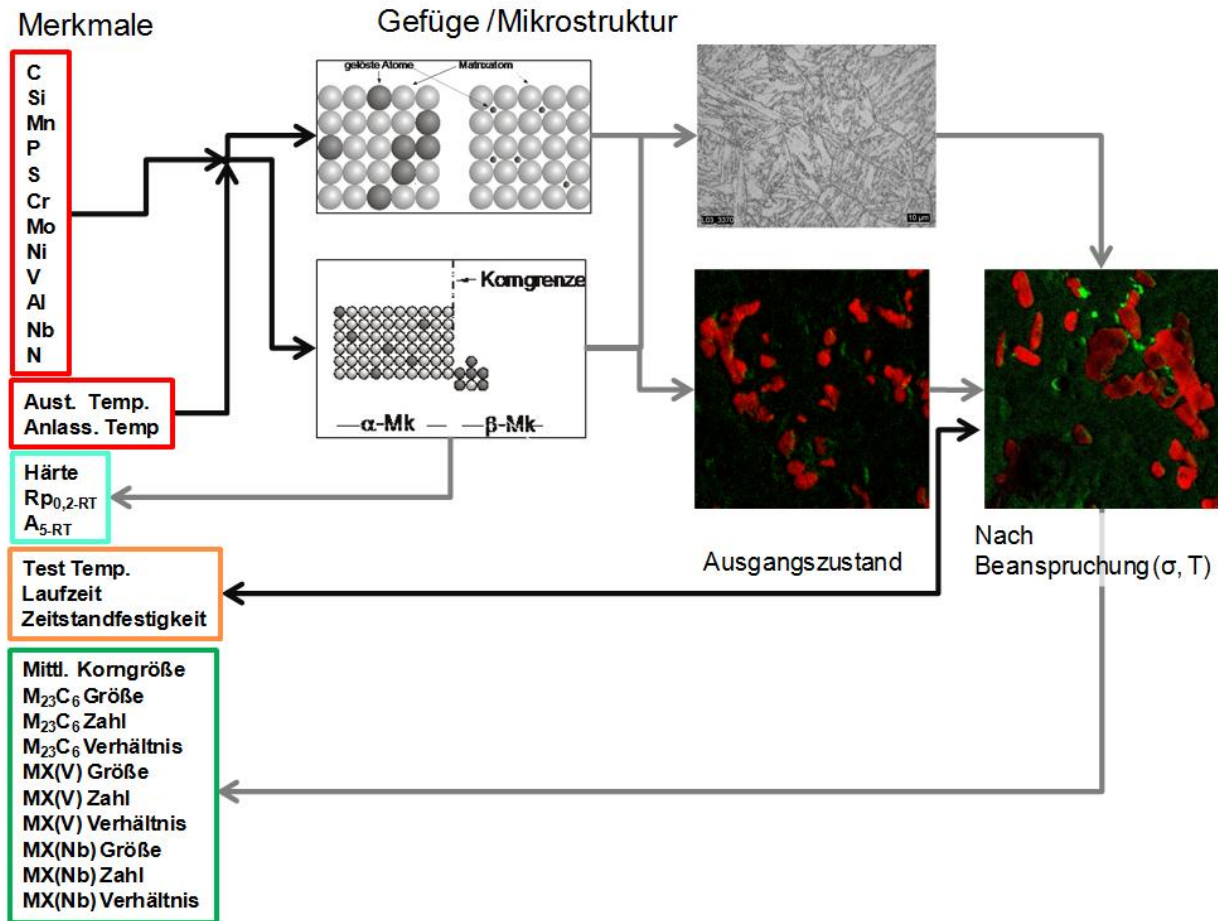 Merkmale
Gefüge /Mikrostruktur
C
Si
Mn
P
S
Cr
Mo
Ni
V
Al
Nb
N
Aust. Temp.
Anlass. Temp
Härte
Rp0,2-RT
A5-RT
Test Temp.
Laufzeit
Zeitstandfestigkeit
Mittl. Korngröße
M23C6 Größe
M23C6 Zahl
M23C6 Verhältnis
MX(V) Größe
MX(V) Zahl
MX(V) Verhältnis
MX(Nb) Größe
MX(Nb) Zahl
MX(Nb) Verhältnis
gelöste Atome
Matrixatom
Korngrenze
α-Mk
β-Mk
L03_3370
10 µm
Ausgangszustand
Nach
Beanspruchung (σ, T)